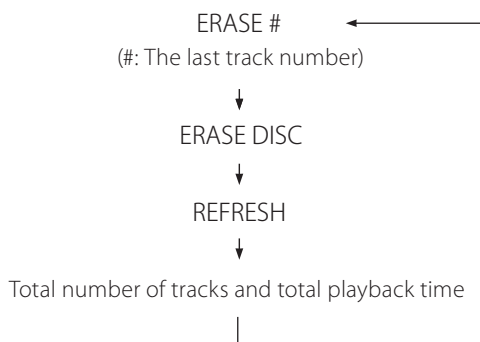 ERASE #
(#: The last track number)
ERASE DISC
REFRESH
Total number of tracks and total playback time